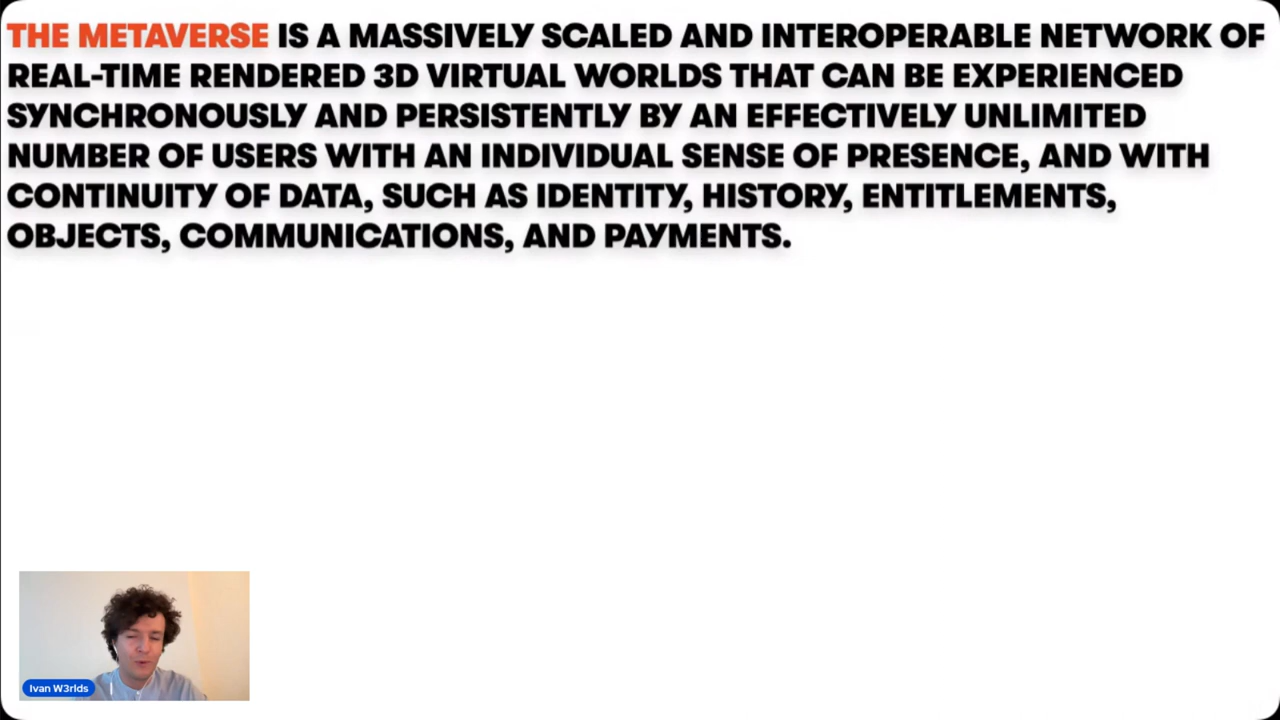 THE METAVERSE IS A MASSIVELY SCALED AND INTEROPERABLE NETWORK OF
REAL-TIME RENDERED 3D VIRTUAL WORLDS THAT CAN BE EXPERIENCED
SYNCHRONOUSLY AND PERSISTENTLY BY AN EFFECTIVELY UNLIMITED
NUMBER OF USERS WITH AN INDIVIDUAL SENSE OF PRESENCE, AND WITH
CONTINUITY OF DATA, SUCH AS IDENTITY, HISTORY, ENTITLEMENTS,
OBJECTS, COMMUNICATIONS, AND PAYMENTS.
Ivan W3rlds